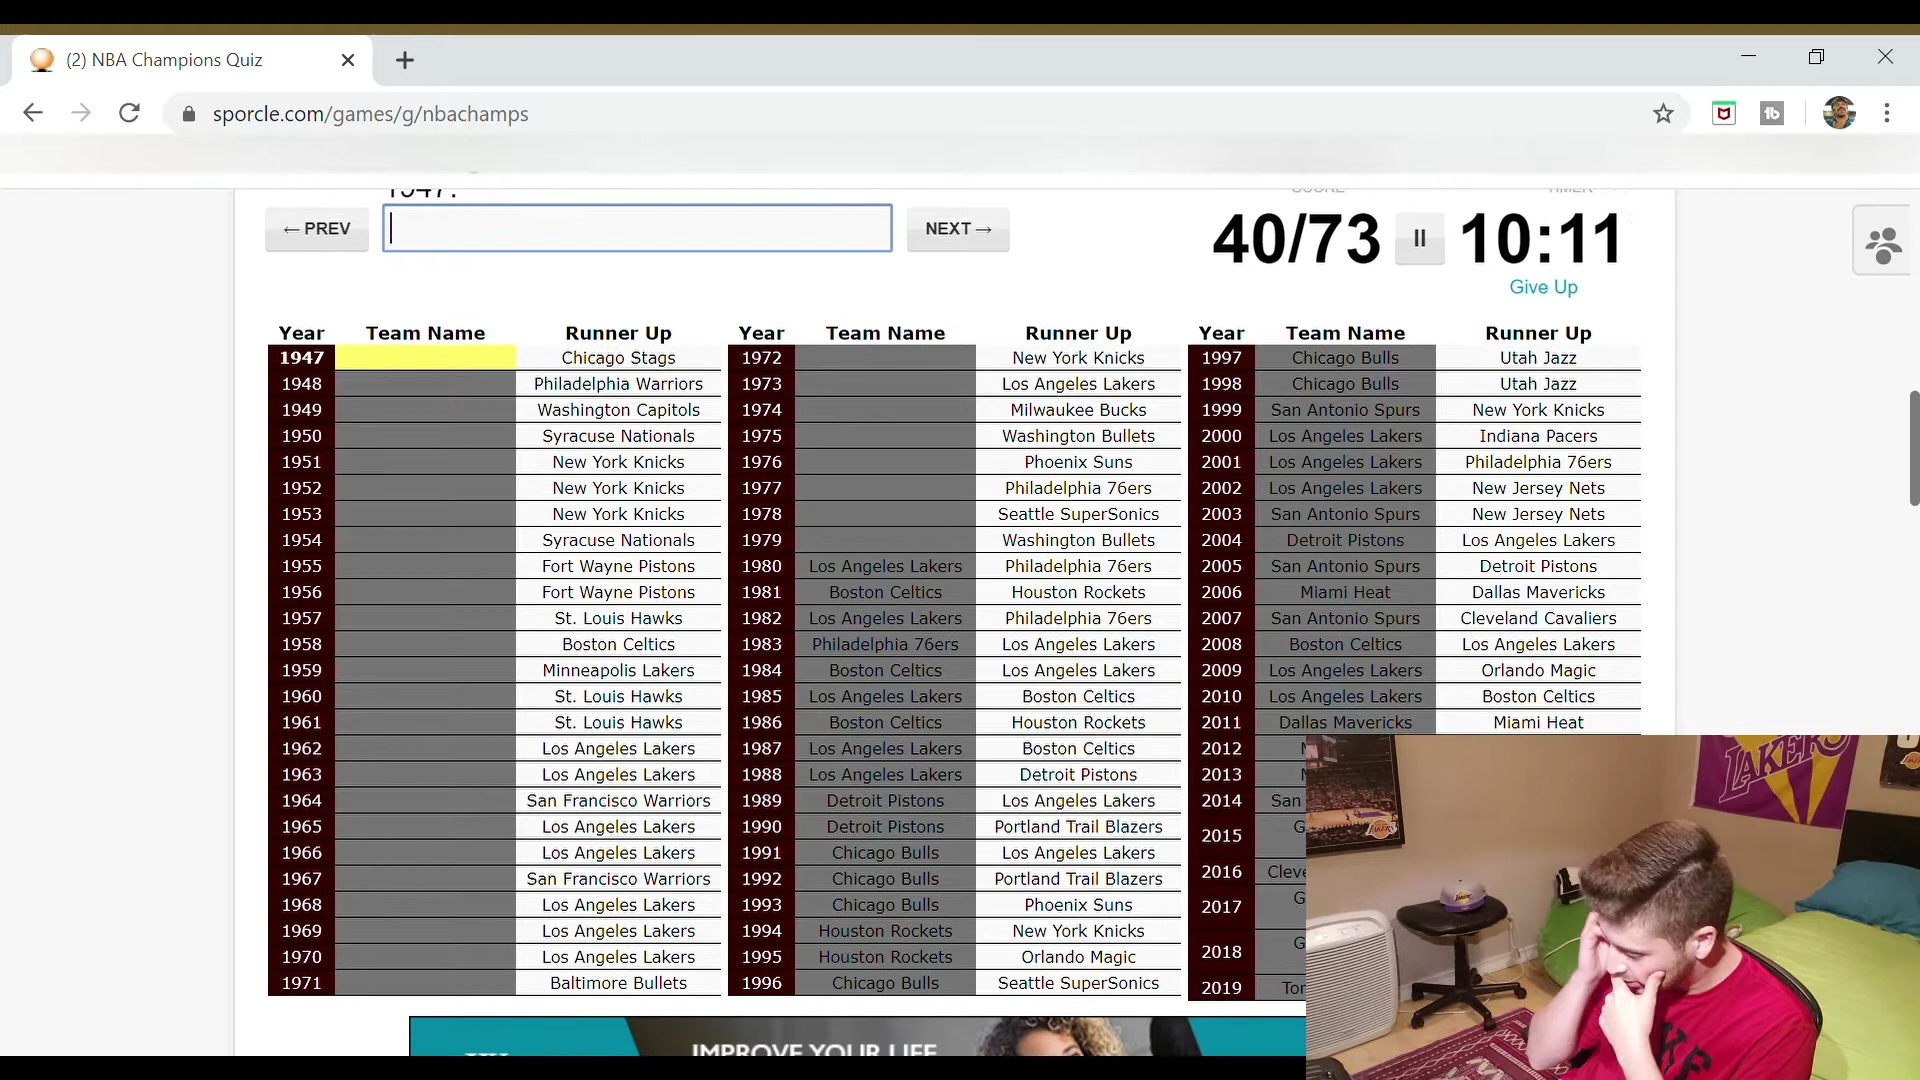 (2) NBA Champions Quiz
sporcle.com/games/g/nbachamps
1947:
SCORE TIMER
← PREV NEXT → 40/73 10:11
Give Up
Year Team Name Runner Up Year Team Name Runner Up Year Team Name Runner Up
1947 Chicago Stags 1972 New York Knicks 1997 Chicago Bulls Utah Jazz
1948 Philadelphia Warriors 1973 Los Angeles Lakers 1998 Chicago Bulls Utah Jazz
1949 Washington Capitols 1974 Milwaukee Bucks 1999 San Antonio Spurs New York Knicks
1950 Syracuse Nationals 1975 Washington Bullets 2000 Los Angeles Lakers Indiana Pacers
1951 New York Knicks 1976 Phoenix Suns 2001 Los Angeles Lakers Philadelphia 76ers
1952 New York Knicks 1977 Philadelphia 76ers 2002 Los Angeles Lakers New Jersey Nets
1953 New York Knicks 1978 Seattle SuperSonics 2003 San Antonio Spurs New Jersey Nets
1954 Syracuse Nationals 1979 Washington Bullets 2004 Detroit Pistons Los Angeles Lakers
1955 Fort Wayne Pistons 1980 Los Angeles Lakers Philadelphia 76ers 2005 San Antonio Spurs Detroit Pistons
1956 Fort Wayne Pistons 1981 Boston Celtics Houston Rockets 2006 Miami Heat Dallas Mavericks
1957 St. Louis Hawks 1982 Los Angeles Lakers Philadelphia 76ers 2007 San Antonio Spurs Cleveland Cavaliers
1958 Boston Celtics 1983 Philadelphia 76ers Los Angeles Lakers 2008 Boston Celtics Los Angeles Lakers
1959 Minneapolis Lakers 1984 Boston Celtics Los Angeles Lakers 2009 Los Angeles Lakers Orlando Magic
1960 St. Louis Hawks 1985 Los Angeles Lakers Boston Celtics 2010 Los Angeles Lakers Boston Celtics
1961 St. Louis Hawks 1986 Boston Celtics Houston Rockets 2011 Dallas Mavericks Miami Heat
1962 Los Angeles Lakers 1987 Los Angeles Lakers Boston Celtics 2012
1963 Los Angeles Lakers 1988 Los Angeles Lakers Detroit Pistons 2013
1964 San Francisco Warriors 1989 Detroit Pistons Los Angeles Lakers 2014 San
1965 Los Angeles Lakers 1990 Detroit Pistons Portland Trail Blazers 2015 G
1966 Los Angeles Lakers 1991 Chicago Bulls Los Angeles Lakers 2016 Cleve
1967 San Francisco Warriors 1992 Chicago Bulls Portland Trail Blazers 2017 G
1968 Los Angeles Lakers 1993 Chicago Bulls Phoenix Suns
1969 Los Angeles Lakers 1994 Houston Rockets New York Knicks 2018 G
1970 Los Angeles Lakers 1995 Houston Rockets Orlando Magic
1971 Baltimore Bullets 1996 Chicago Bulls Seattle SuperSonics 2019 Tor
IMPROVE YOUR LIFE
LAKERS